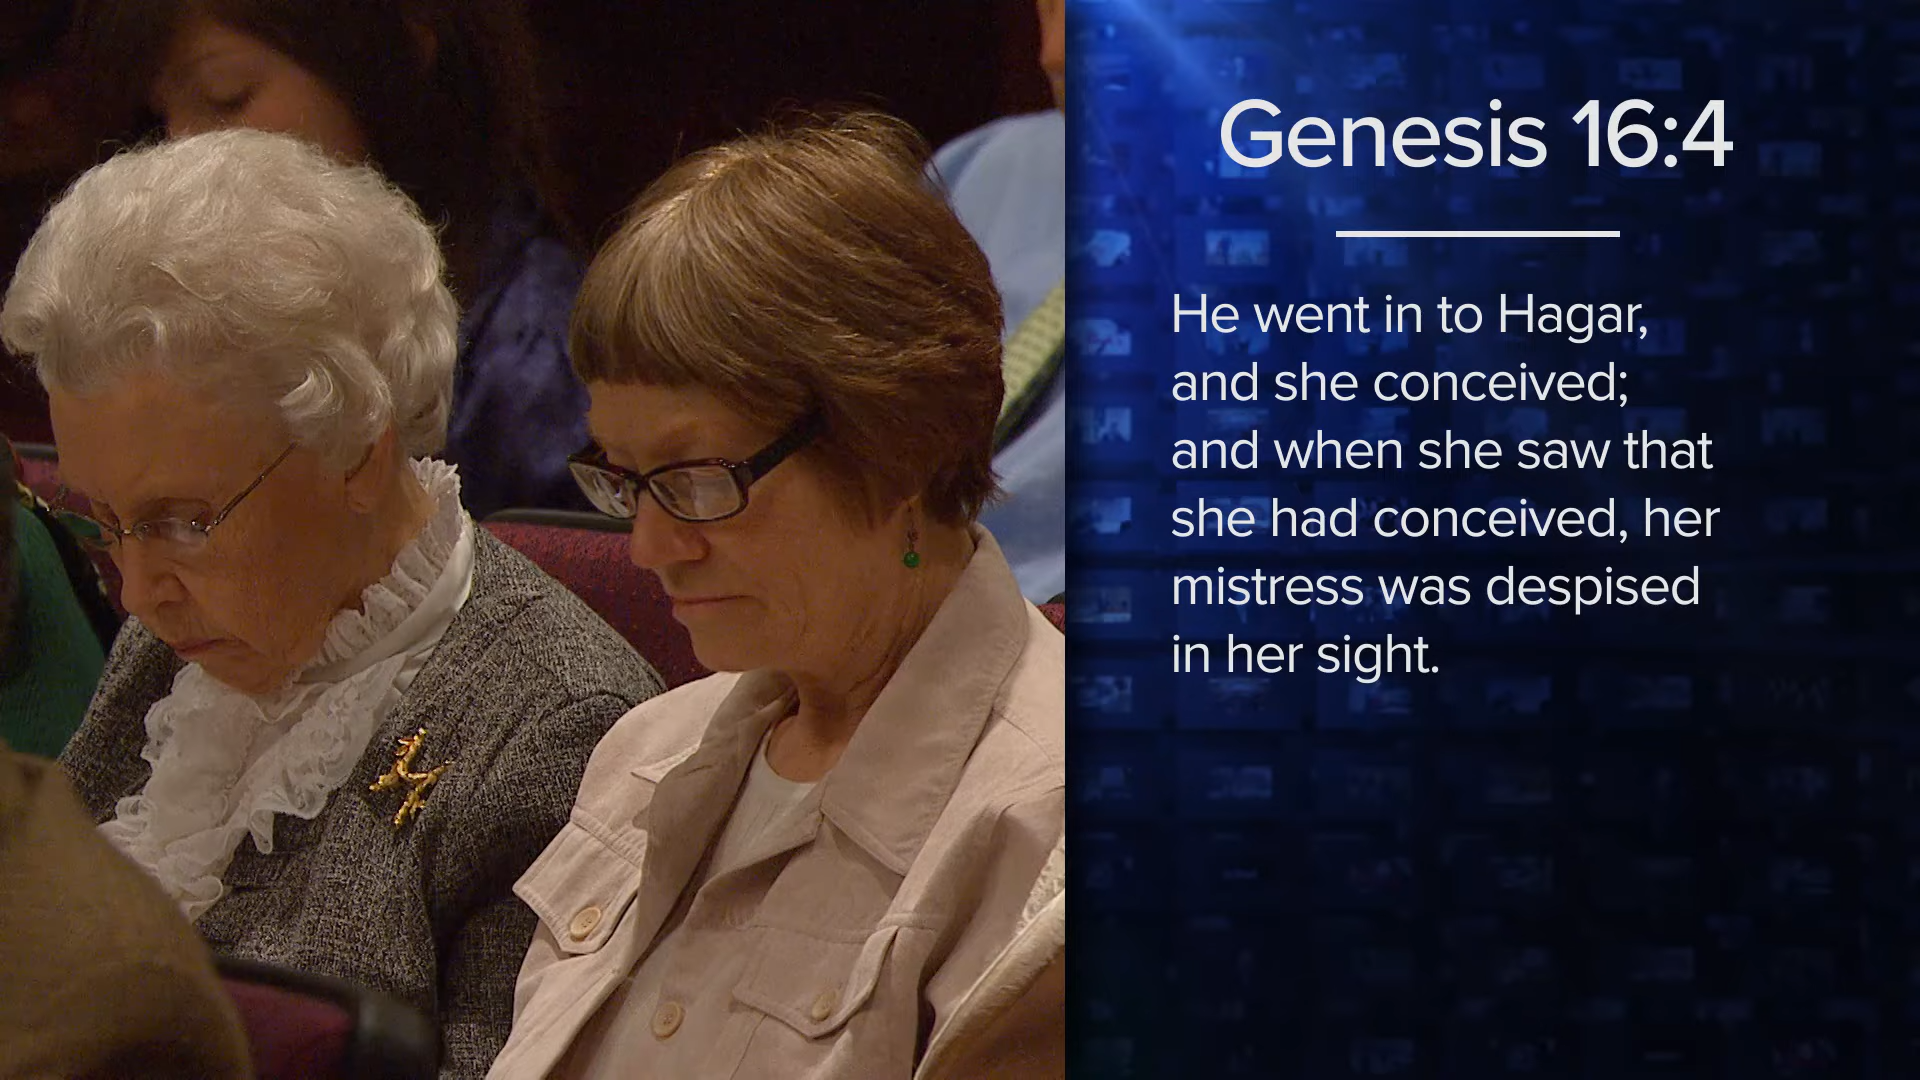 Genesis 16:4
He went in to Hagar,
and she conceived;
and when she saw that
she had conceived, her
mistress was despised
in her sight.